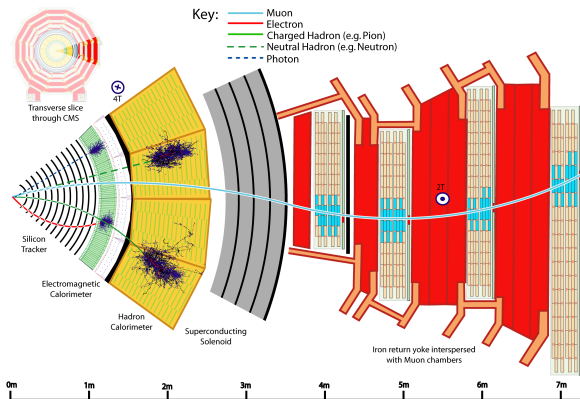 Key:
Muon
Electron
Charged Hadron (e.g. Pion)
Neutral Hadron (e.g. Neutron)
Photon
Transverse slice
through CMS
4T
2T
Silicon
Tracker
Electromagnetic
Calorimeter
Hadron
Calorimeter
Superconducting
Solenoid
Iron return yoke interspersed
with Muon chambers
0m 1m 2m 3m 4m 5m 6m 7m